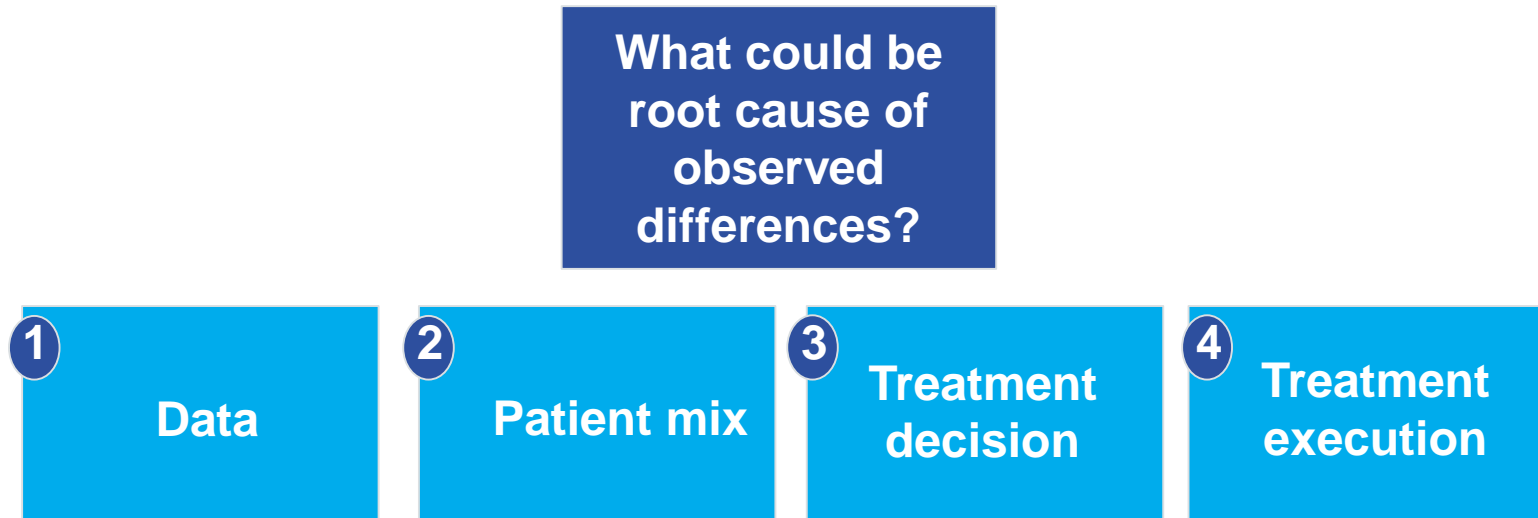 What could be
root cause of
observed
differences?
1
Data
2
Patient mix
3
Treatment
decision
4
Treatment
execution